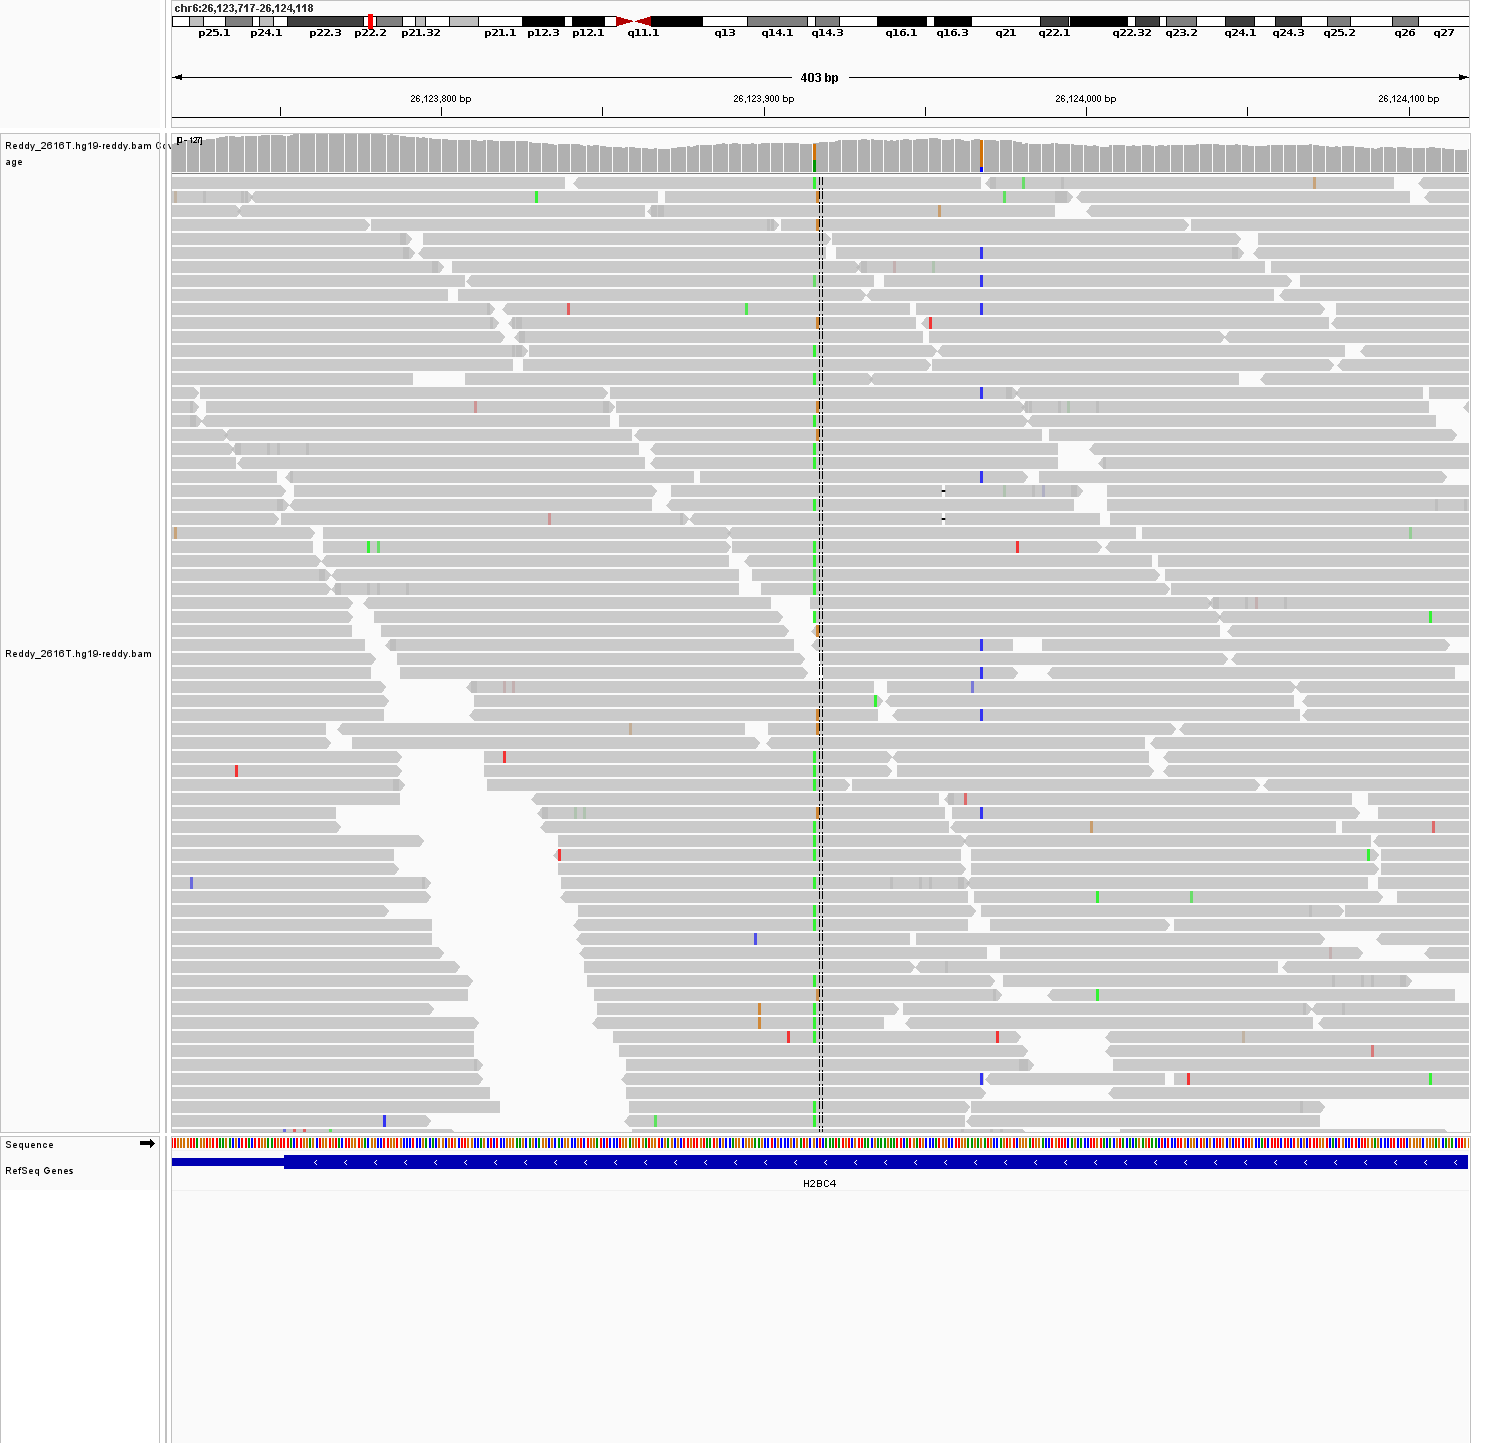 chr6:26,123,717-26,124,118
p25.1 p24.1 p22.3 p22.2 p21.32 p21.1 p12.3 p12.1 q11.1 q13 q14.1 q14.3 q16.1 q16.3 q21 q22.1 q22.32 q23.2 q24.1 q24.3 q25.2 q26 q27
403 bp
26,123,800 bp 26,123,900 bp 26,124,000 bp 26,124,100 bp
[0 - 127]
Reddy_2616T.hg19-reddy.bam Cov
age
Reddy_2616T.hg19-reddy.bam
Sequence
RefSeq Genes
H2BC4